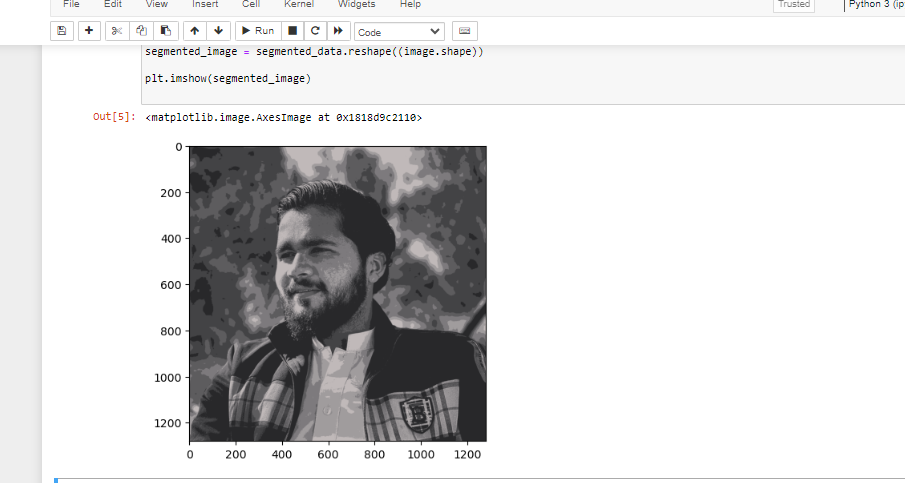 File Edit View Insert Cell Kernel Widgets Help Trusted Python 3 (ip
Run Code
segmented_image = segmented_data.reshape((image.shape))
plt.imshow(segmented_image)
Out[5]: <matplotlib.image.AxesImage at 0x1818d9c2110>
0
200
400
600
800
1000
1200
0 200 400 600 800 1000 1200